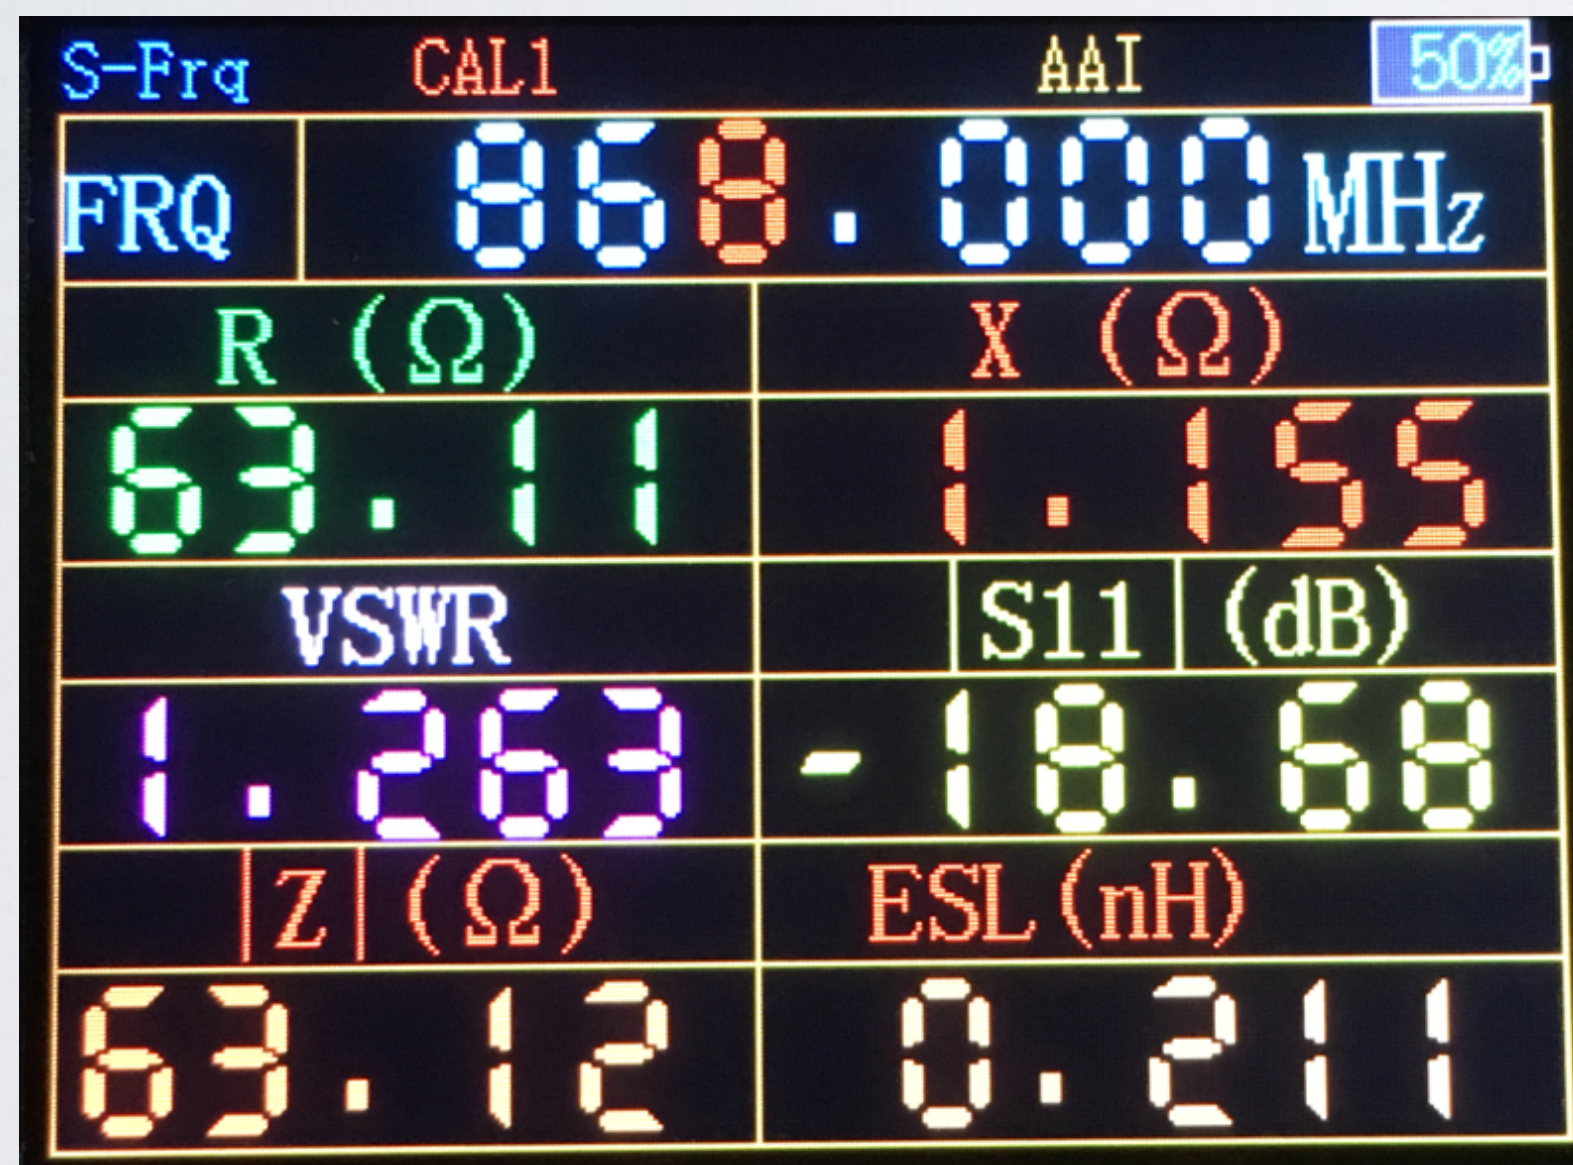 S-Frq CAL1 AAI 50%
FRQ 868.000 MHz
R (Ω) X (Ω)
63.11 1.155
VSWR |S11| (dB)
1.263 -18.68
|Z| (Ω) ESL(nH)
63.12 0.211